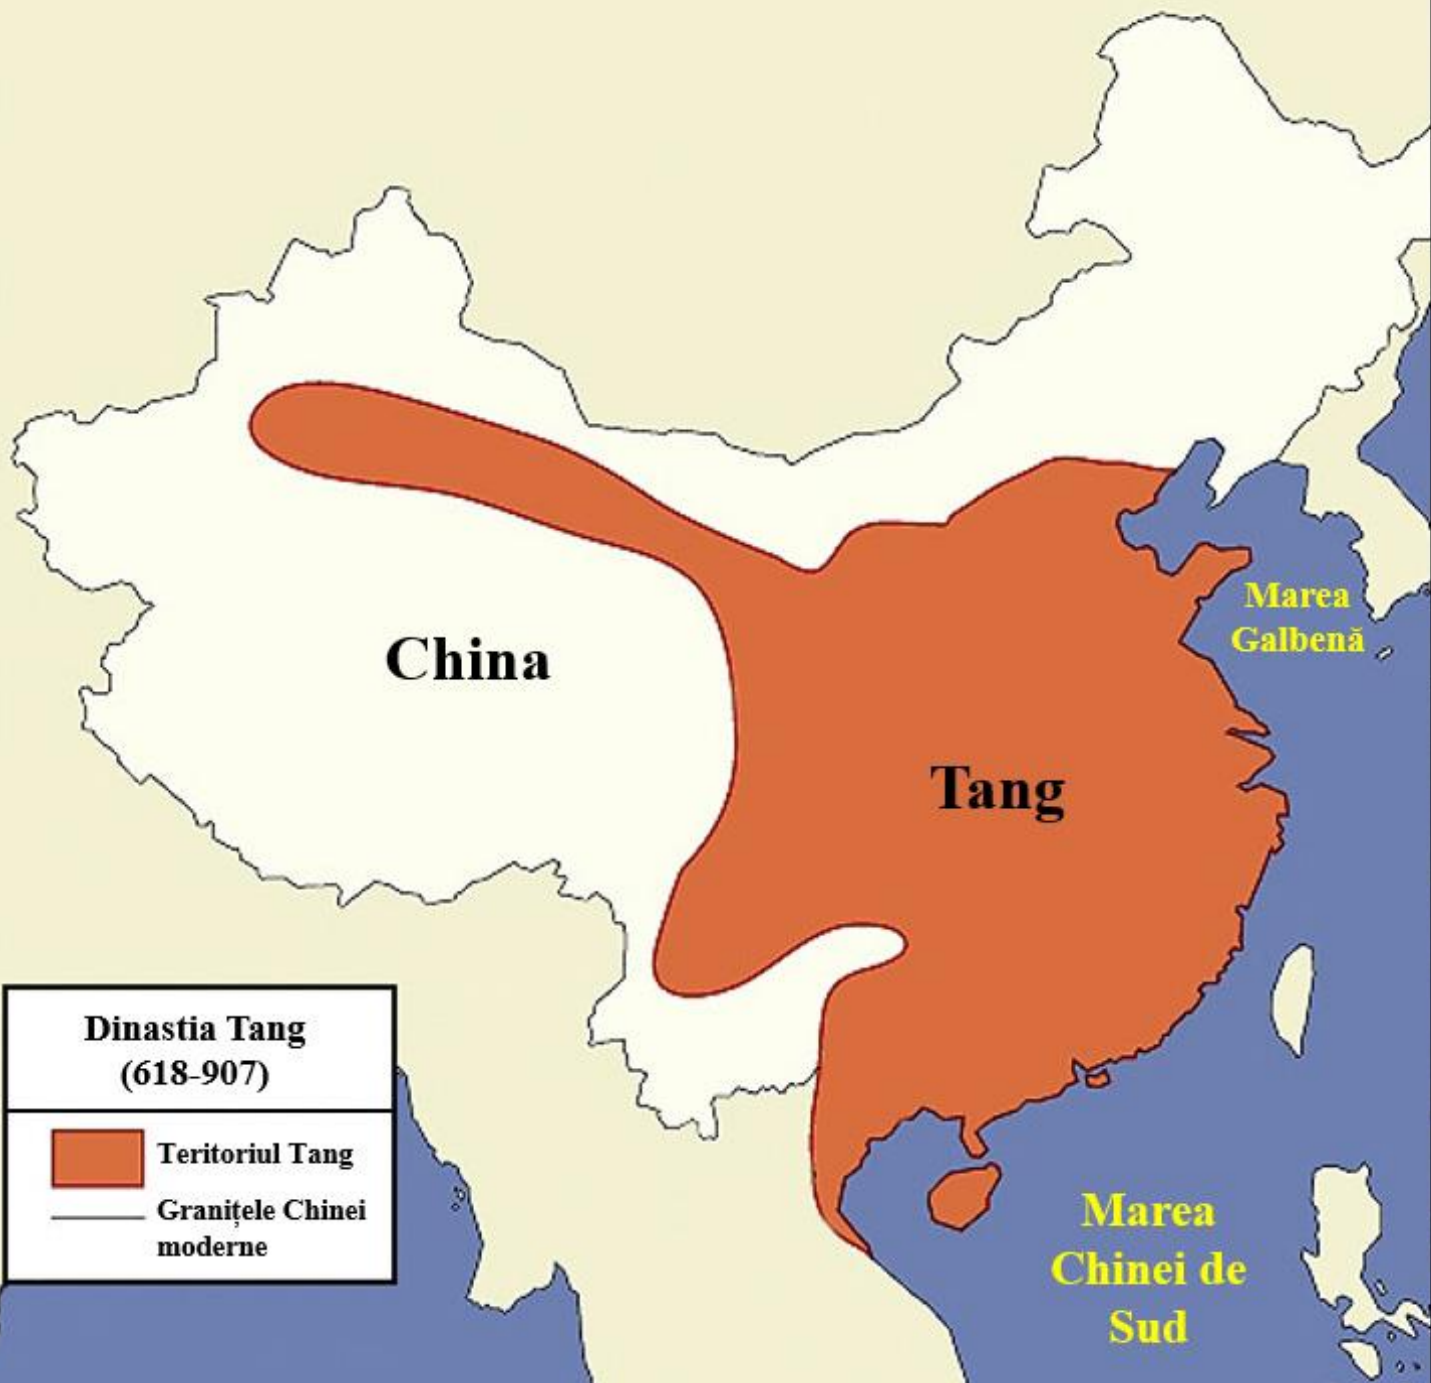 China
Marea
Galbenă
Tang
Dinastia Tang
(618-907)
Teritoriul Tang
Granițele Chinei
moderne
Marea
Chinei de
Sud